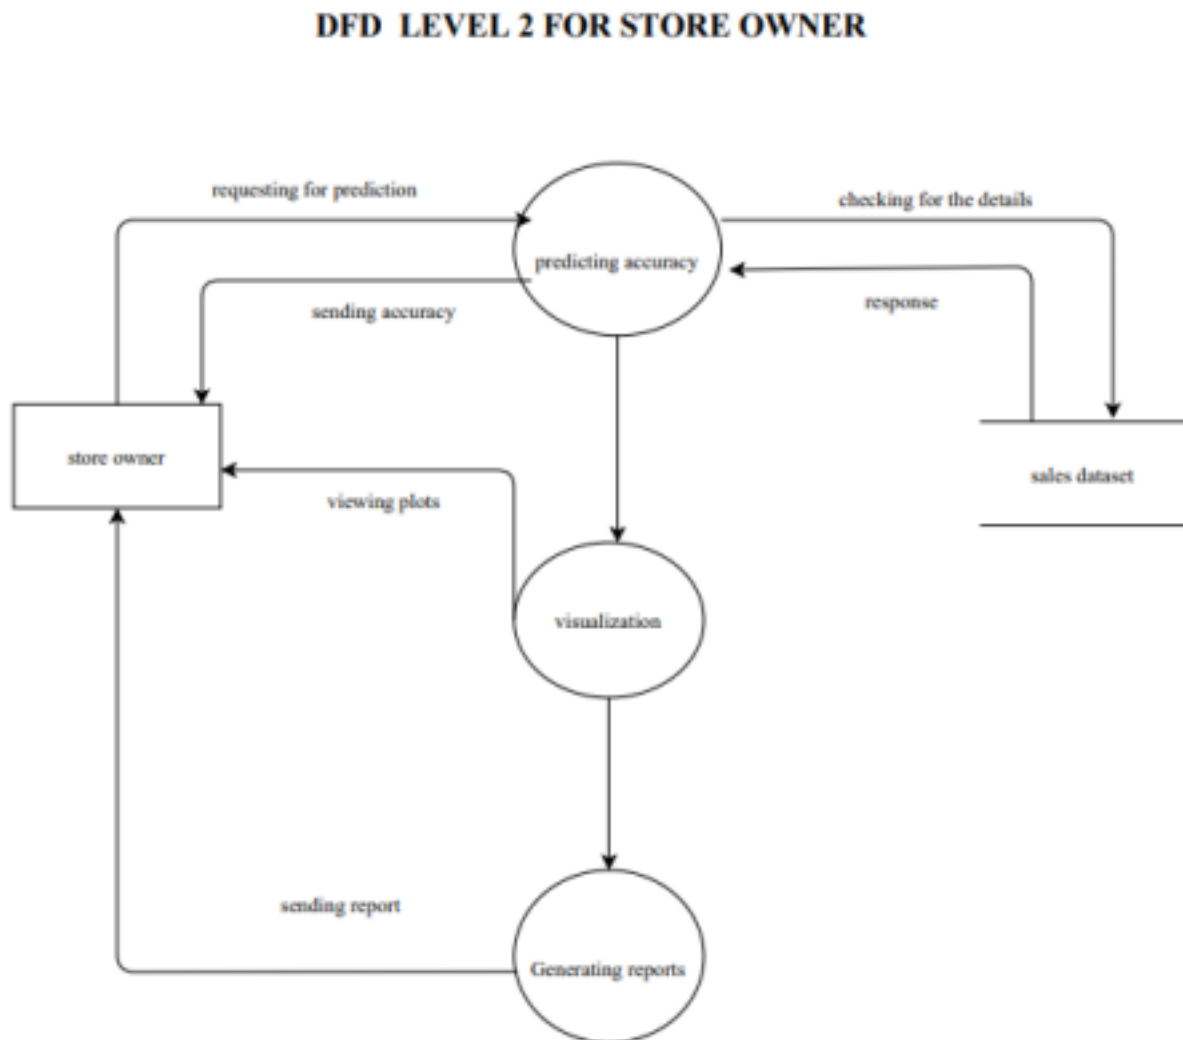 DFD LEVEL 2 FOR STORE OWNER
requesting for prediction
checking for the details
predicting accuracy
response
sending accuracy
store owner
sales dataset
viewing plots
visualization
sending report
Generating reports